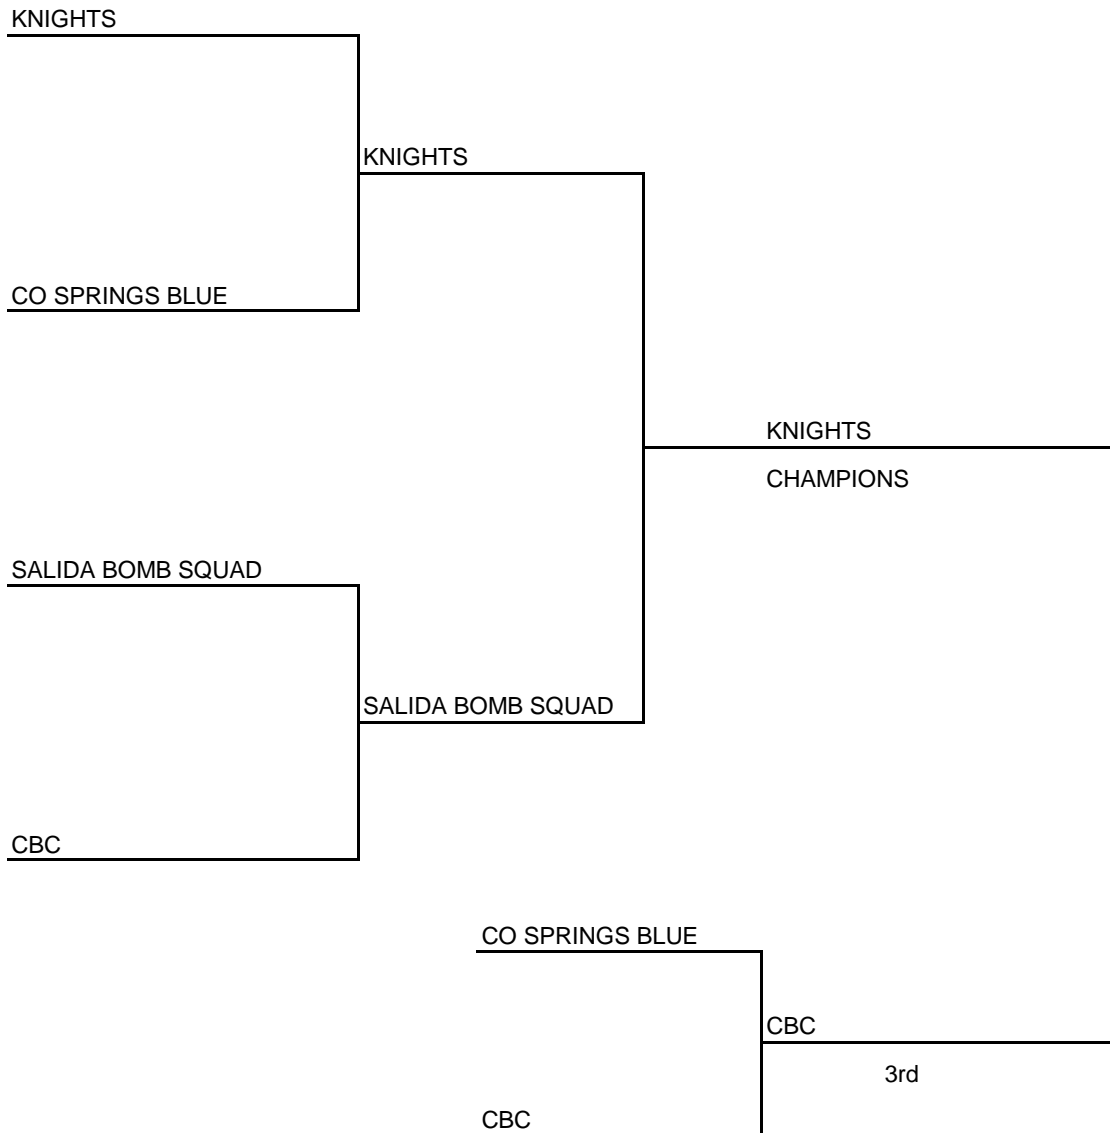 KNIGHTS
KNIGHTS
CO SPRINGS BLUE
KNIGHTS
CHAMPIONS
SALIDA BOMB SQUAD
SALIDA BOMB SQUAD
CBC
CO SPRINGS BLUE
CBC
3rd
CBC